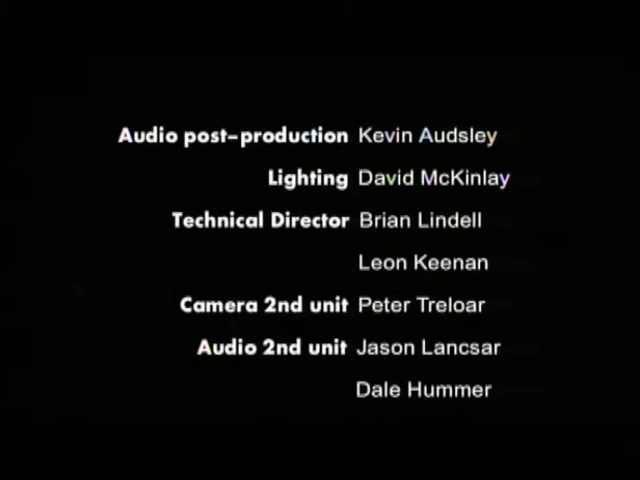 Audio post-production Kevin Audsley
Lighting David McKinlay
Technical Director Brian Lindell
Leon Keenan
Camera 2nd unit Peter Treloar
Audio 2nd unit Jason Lancsar
Dale Hummer